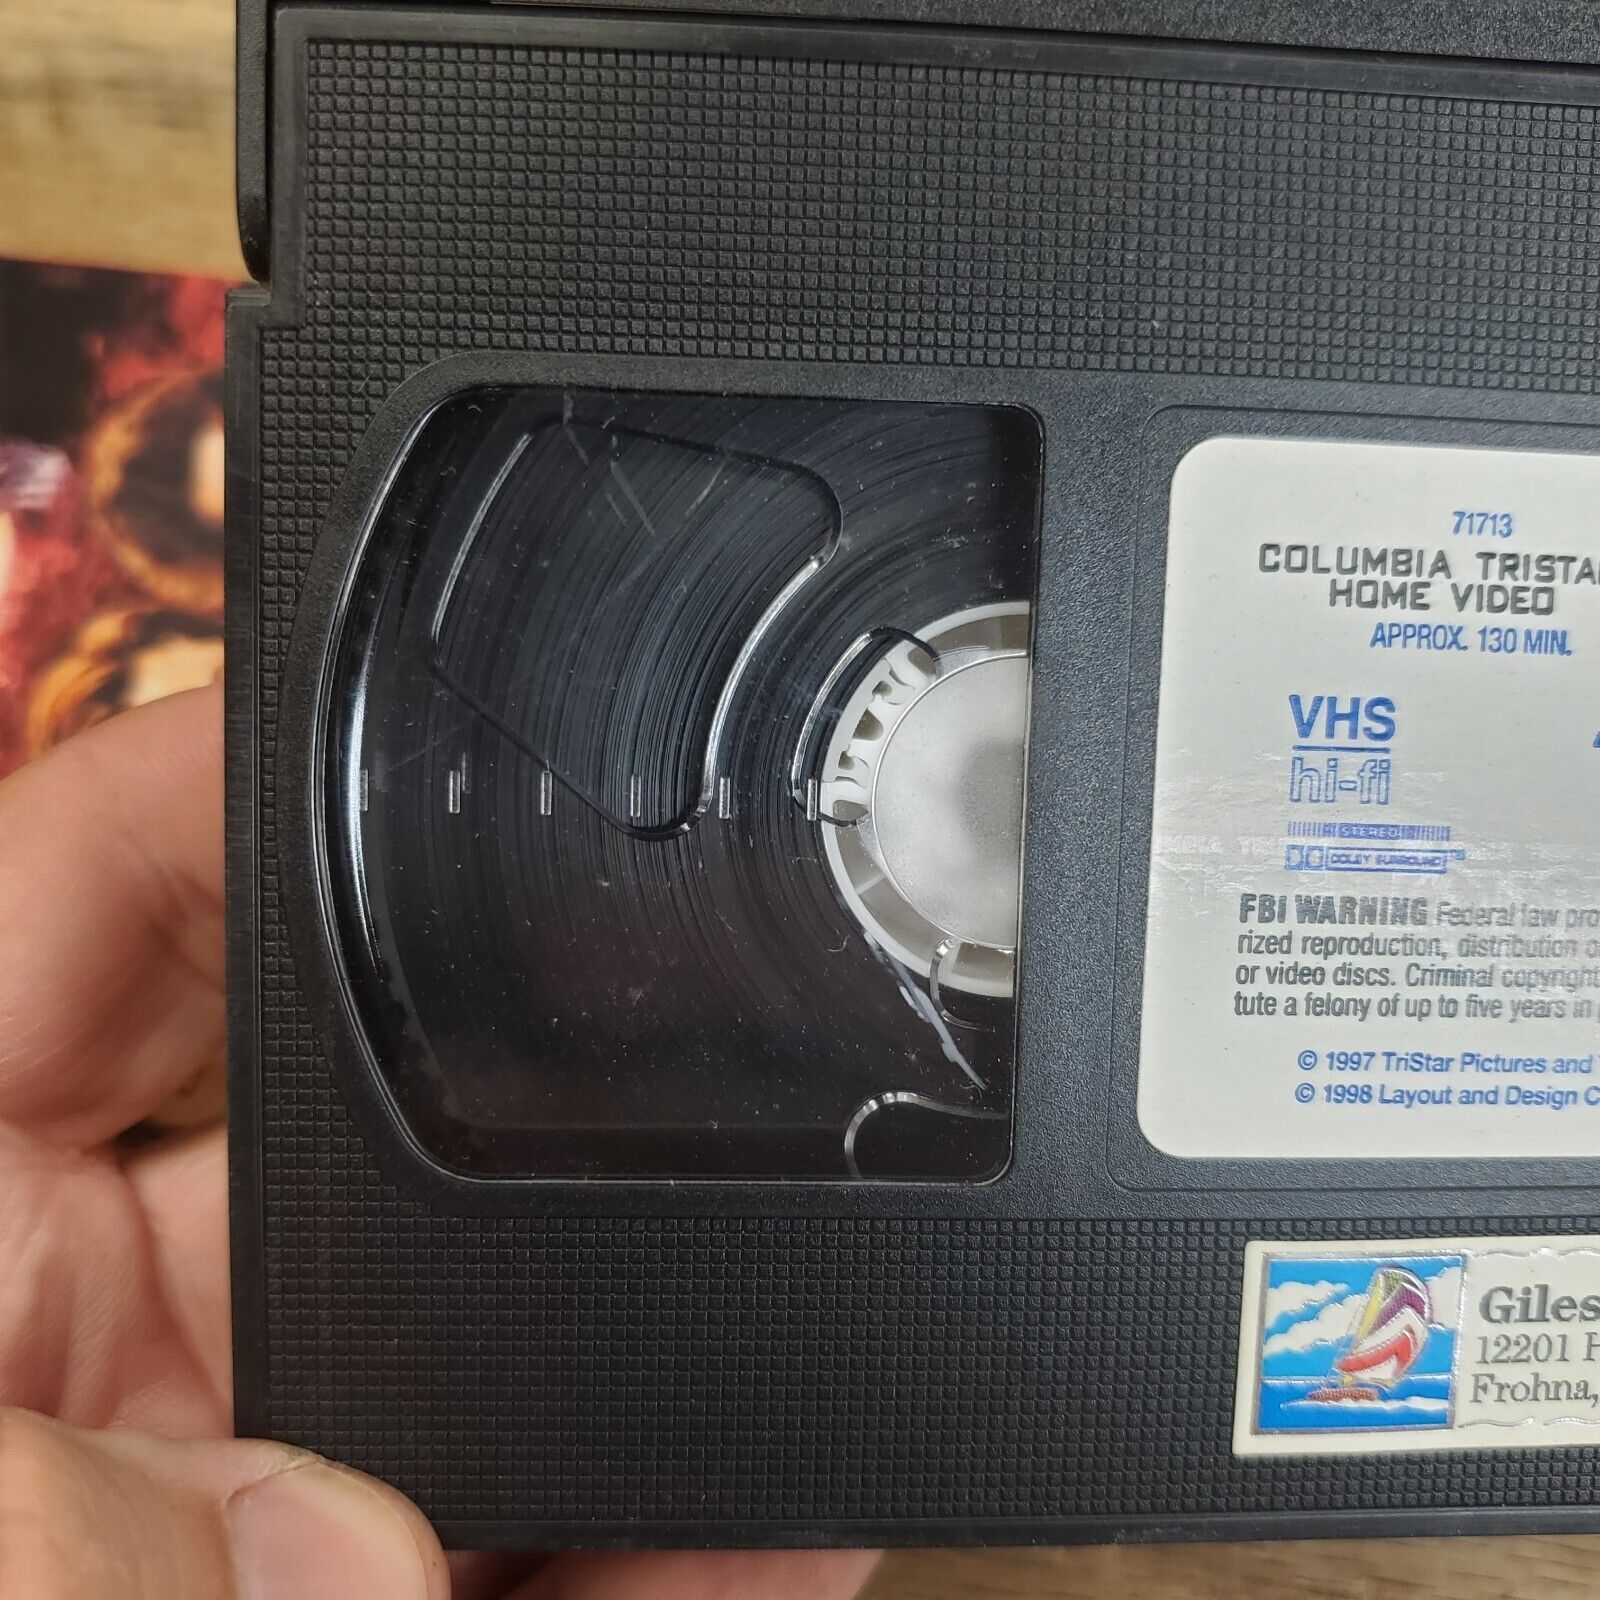 71713
COLUMBIA TRISTA
HOME VIDEO
APPROX. 130 MIN.
VHS
hi-fi
STEREO
DOLBY SURROUND
FBI WARNING Federal law pro
rized reproduction, distribution o
or video discs. Criminal copyright
tute a felony of up to five years in
© 1997 TriStar Pictures and
© 1998 Layout and Design C
Giles
12201
Frohna,